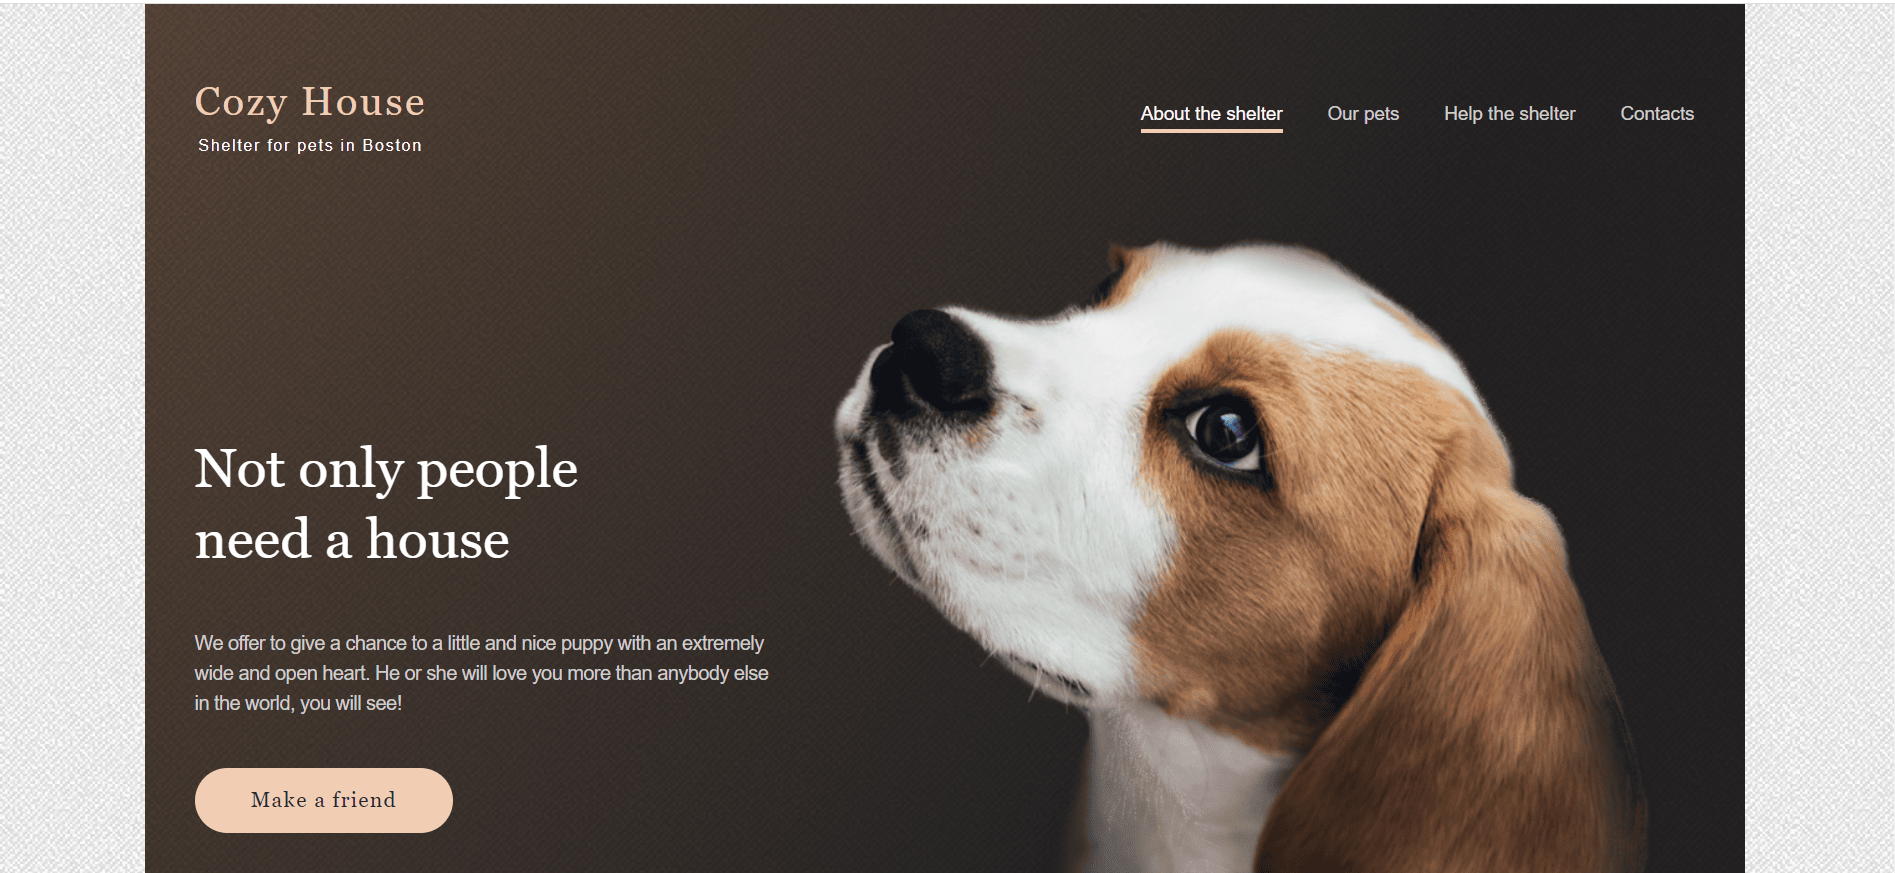 Cozy House
Shelter for pets in Boston
About the shelter
Our pets
Help the shelter
Contacts
Not only people
need a house
We offer to give a chance to a little and nice puppy with an extremely
wide and open heart. He or she will love you more than anybody else
in the world, you will see!
Make a friend